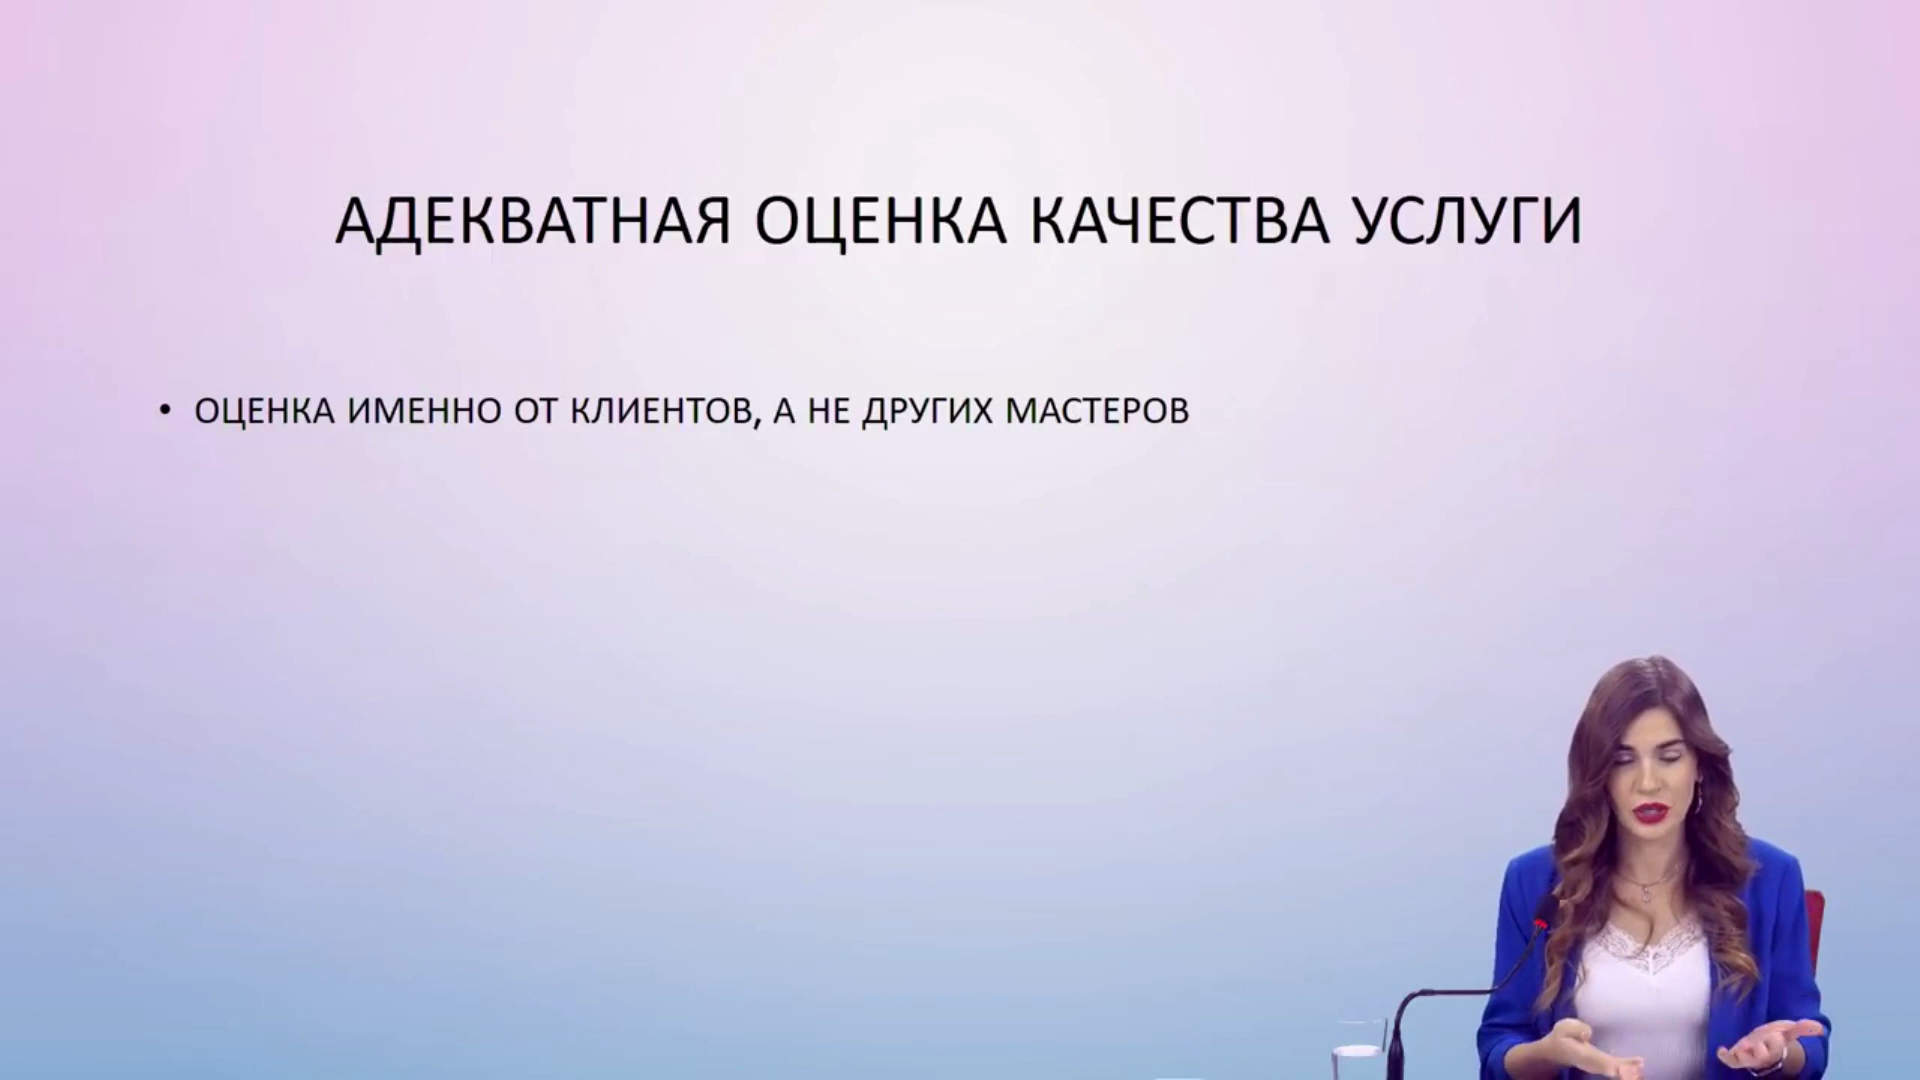 АДЕКВАТНАЯ ОЦЕНКА КАЧЕСТВА УСЛУГИ
• ОЦЕНКА ИМЕННО ОТ КЛИЕНТОВ, А НЕ ДРУГИХ МАСТЕРОВ